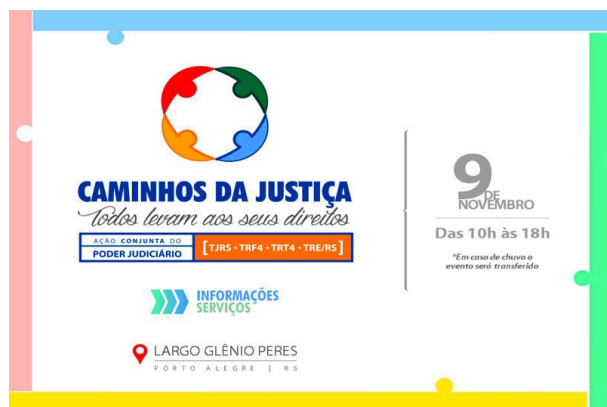 CAMINHOS DA JUSTIÇA
Todos levam aos seus direitos
AÇÃO CONJUNTA DO
PODER JUDICIÁRIO
[TJRS • TRF4 • TRT4 • TRE/RS]
INFORMAÇÕES
SERVIÇOS
LARGO GLÊNIO PERES
PORTO ALEGRE | RS
9
DE
NOVEMBRO
Das 10h às 18h
*Em caso de chuva o
evento será transferido